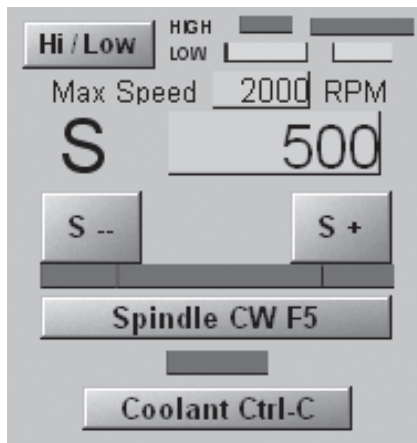 Hi / Low HIGH
LOW
Max Speed 2000 RPM
S 500
S -- S +
Spindle CW F5
Coolant Ctrl-C